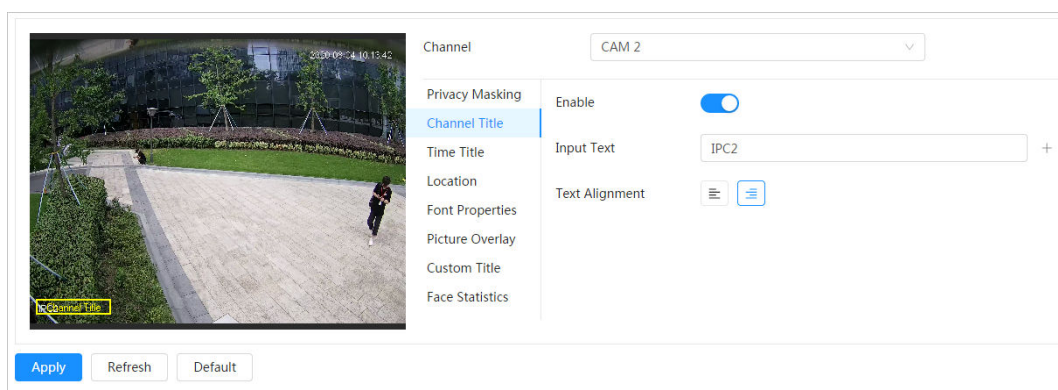 2020-09-24 10:13:42
Channel
CAM 2
Privacy Masking
Channel Title
Time Title
Location
Font Properties
Picture Overlay
Custom Title
Face Statistics
Enable
Input Text
IPC2
+
Text Alignment
IPC2
Channel Title
Apply
Refresh
Default